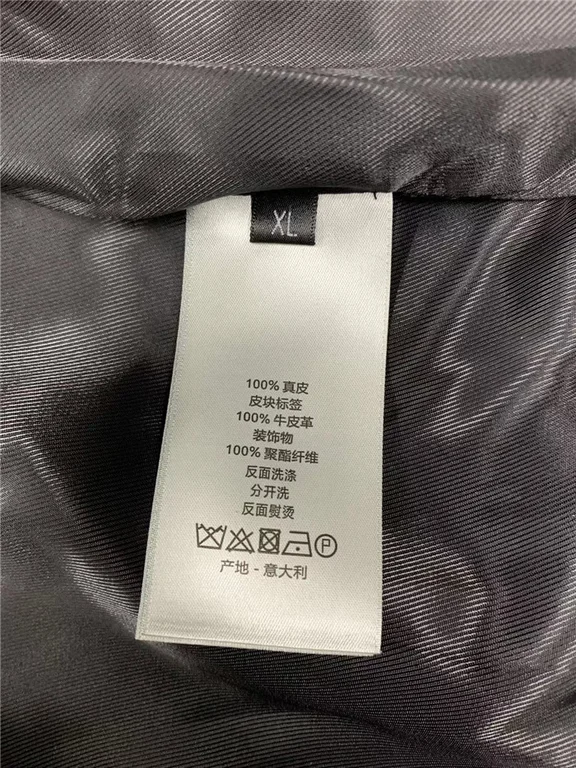 XL
100% 真皮
皮块标签
100% 牛皮革
装饰物
100% 聚酯纤维
反面洗涤
分开洗
反面熨烫
P
产地 - 意大利